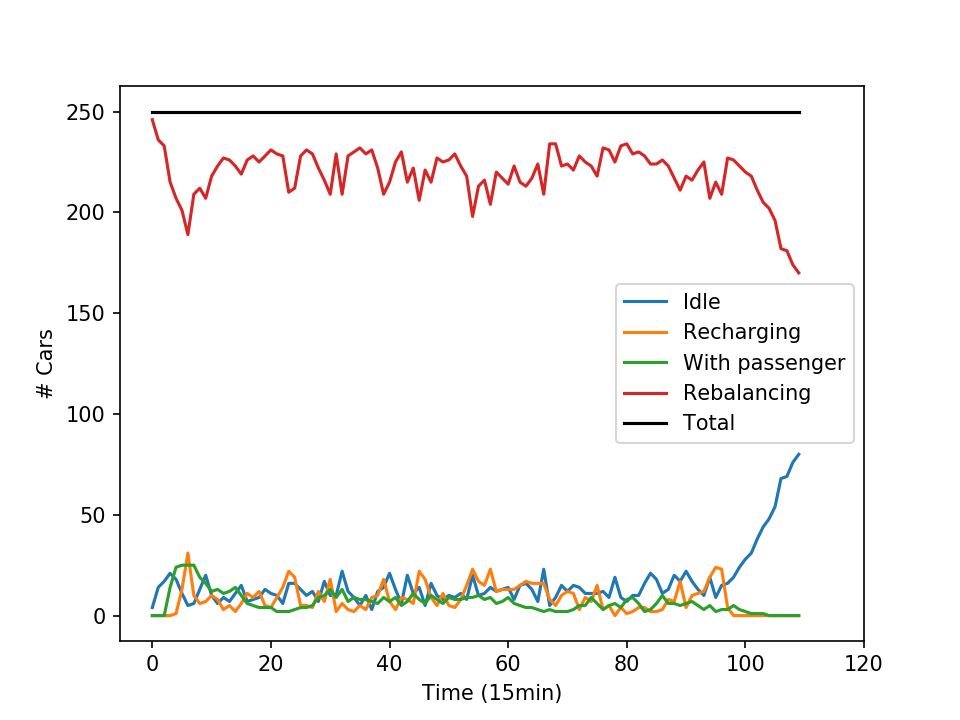 250
200
150
100
50
0
# Cars
Idle
Recharging
With passenger
Rebalancing
Total
0 20 40 60 80 100 120
Time (15min)